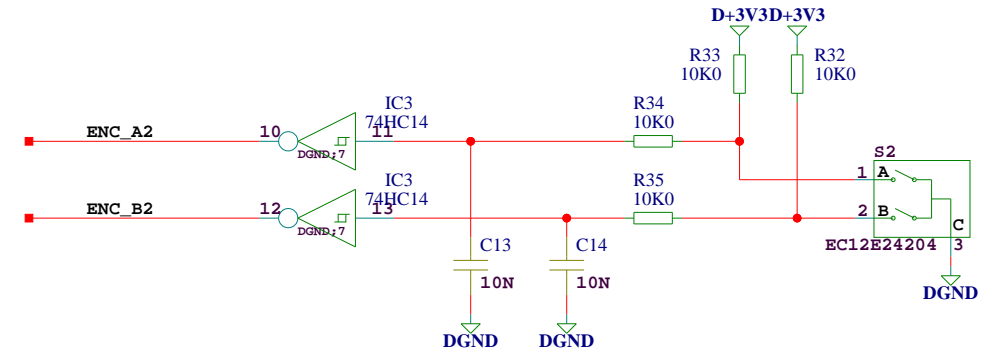 D+3V3 D+3V3
R33
10K0
R32
10K0
IC3
74HC14
R34
10K0
ENC_A2
10
11
DGND;7
S2
1
A
IC3
74HC14
R35
10K0
ENC_B2
12
13
DGND;7
2
B
C
EC12E24204
3
C13
10N
C14
10N
DGND
DGND
DGND